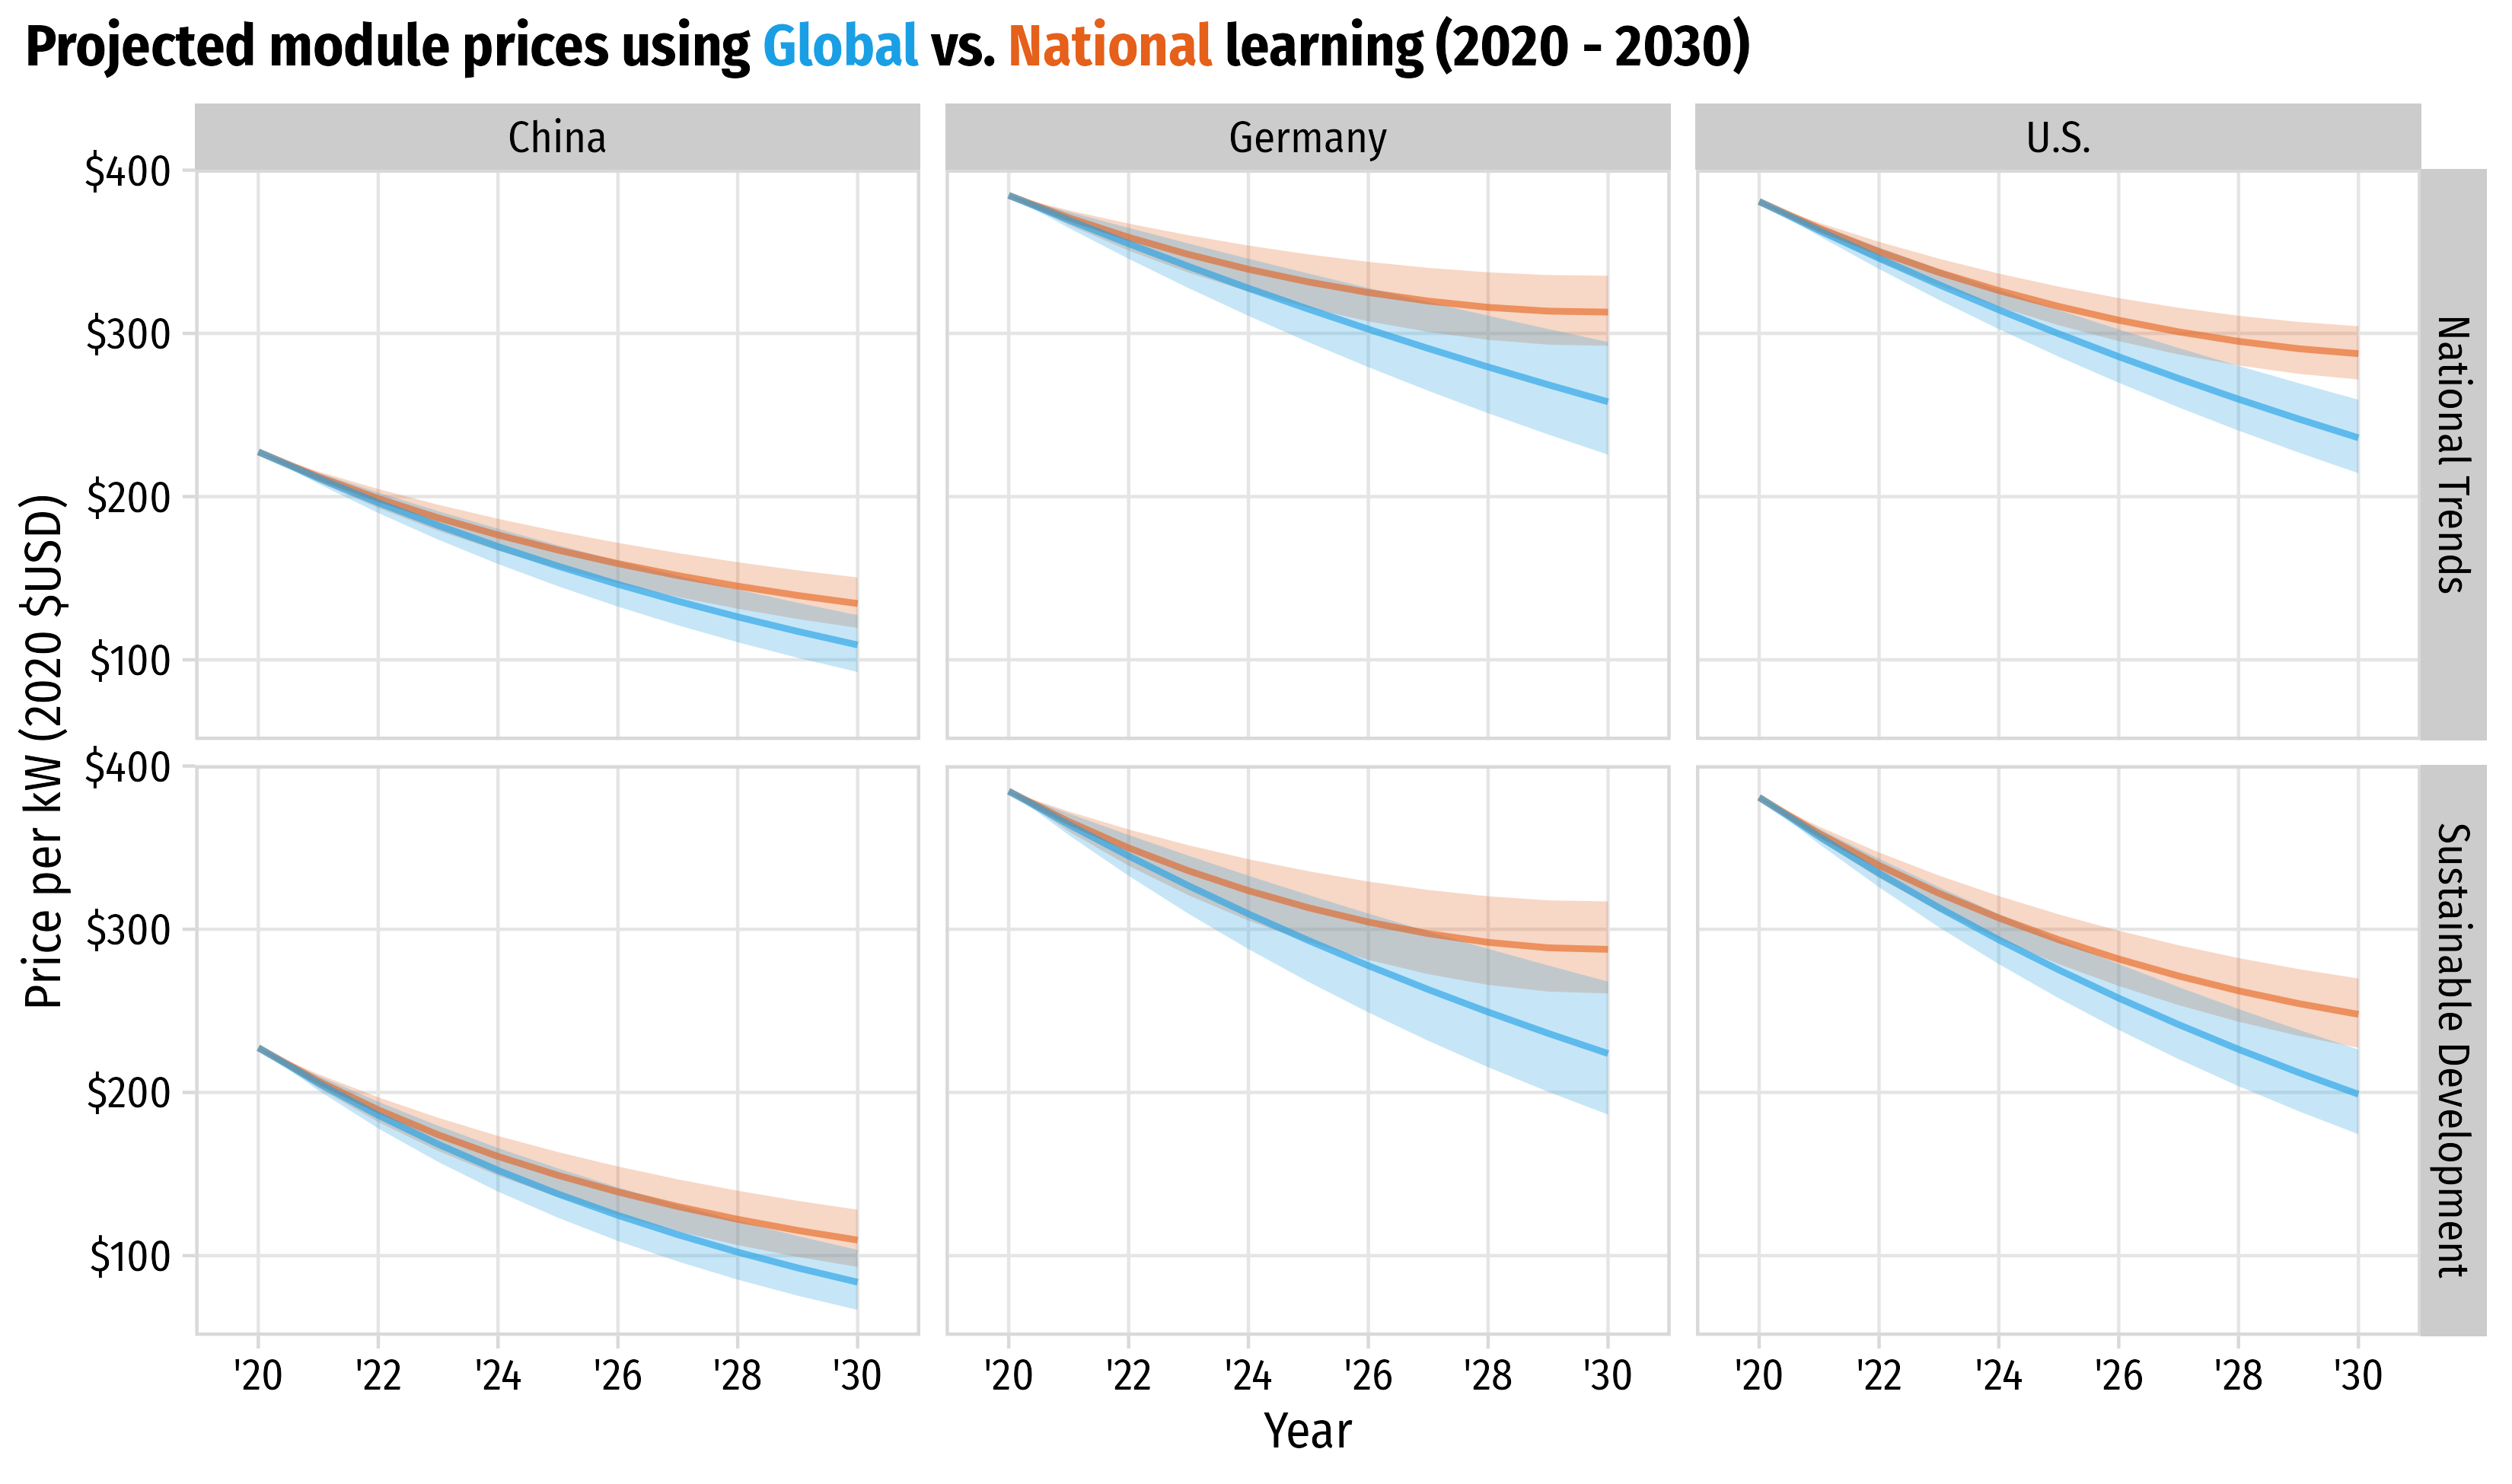 Projected module prices using Global vs. National learning (2020 - 2030)
China
Germany
U.S.
$400
$300
$200
$100
National Trends
$400
$300
$200
$100
Sustainable Development
Price per kW (2020 $USD)
'20 '22 '24 '26 '28 '30
'20 '22 '24 '26 '28 '30
'20 '22 '24 '26 '28 '30
Year